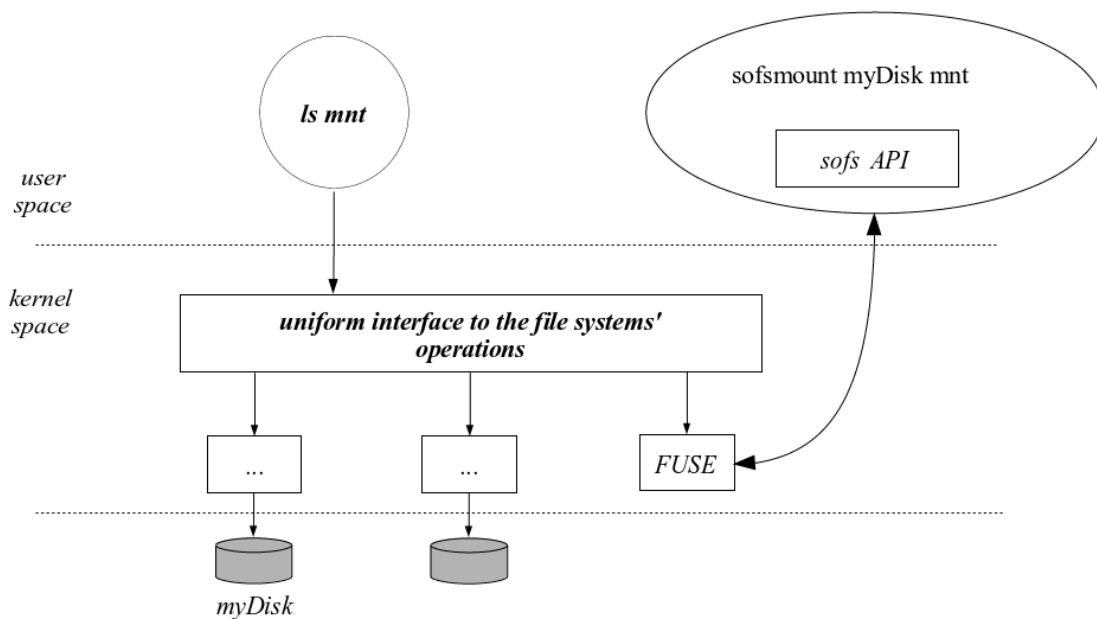 sofsmount myDisk mnt
ls mnt
sofs API
user
space
kernel
space
uniform interface to the file systems'
operations
...
...
FUSE
myDisk